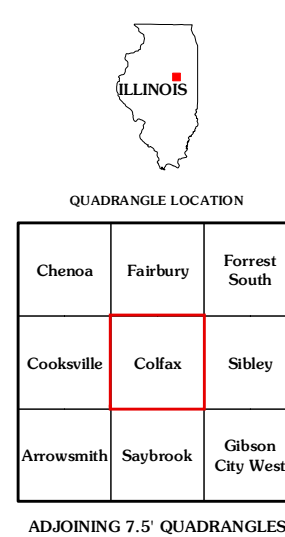 ILLINOIS
QUADRANGLE LOCATION
Chenoa
Fairbury
Forrest
South
Cooksville
Colfax
Sibley
Arrowsmith
Saybrook
Gibson
City West
ADJOINING 7.5' QUADRANGLES